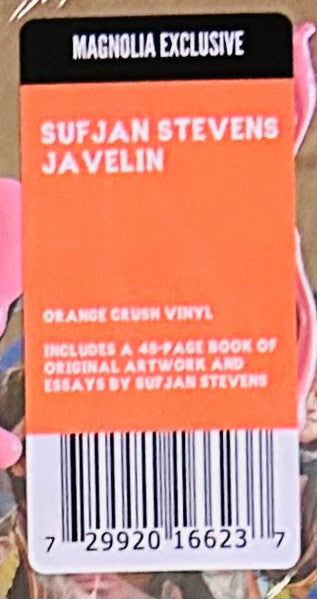 MAGNOLIA EXCLUSIVE
SUFJAN STEVENS
JAVELIN
ORANGE CRUSH VINYL
INCLUDES A 48-PAGE BOOK OF
ORIGINAL ARTWORK AND
ESSAYS BY SUFJAN STEVENS
7 29920 16623 7